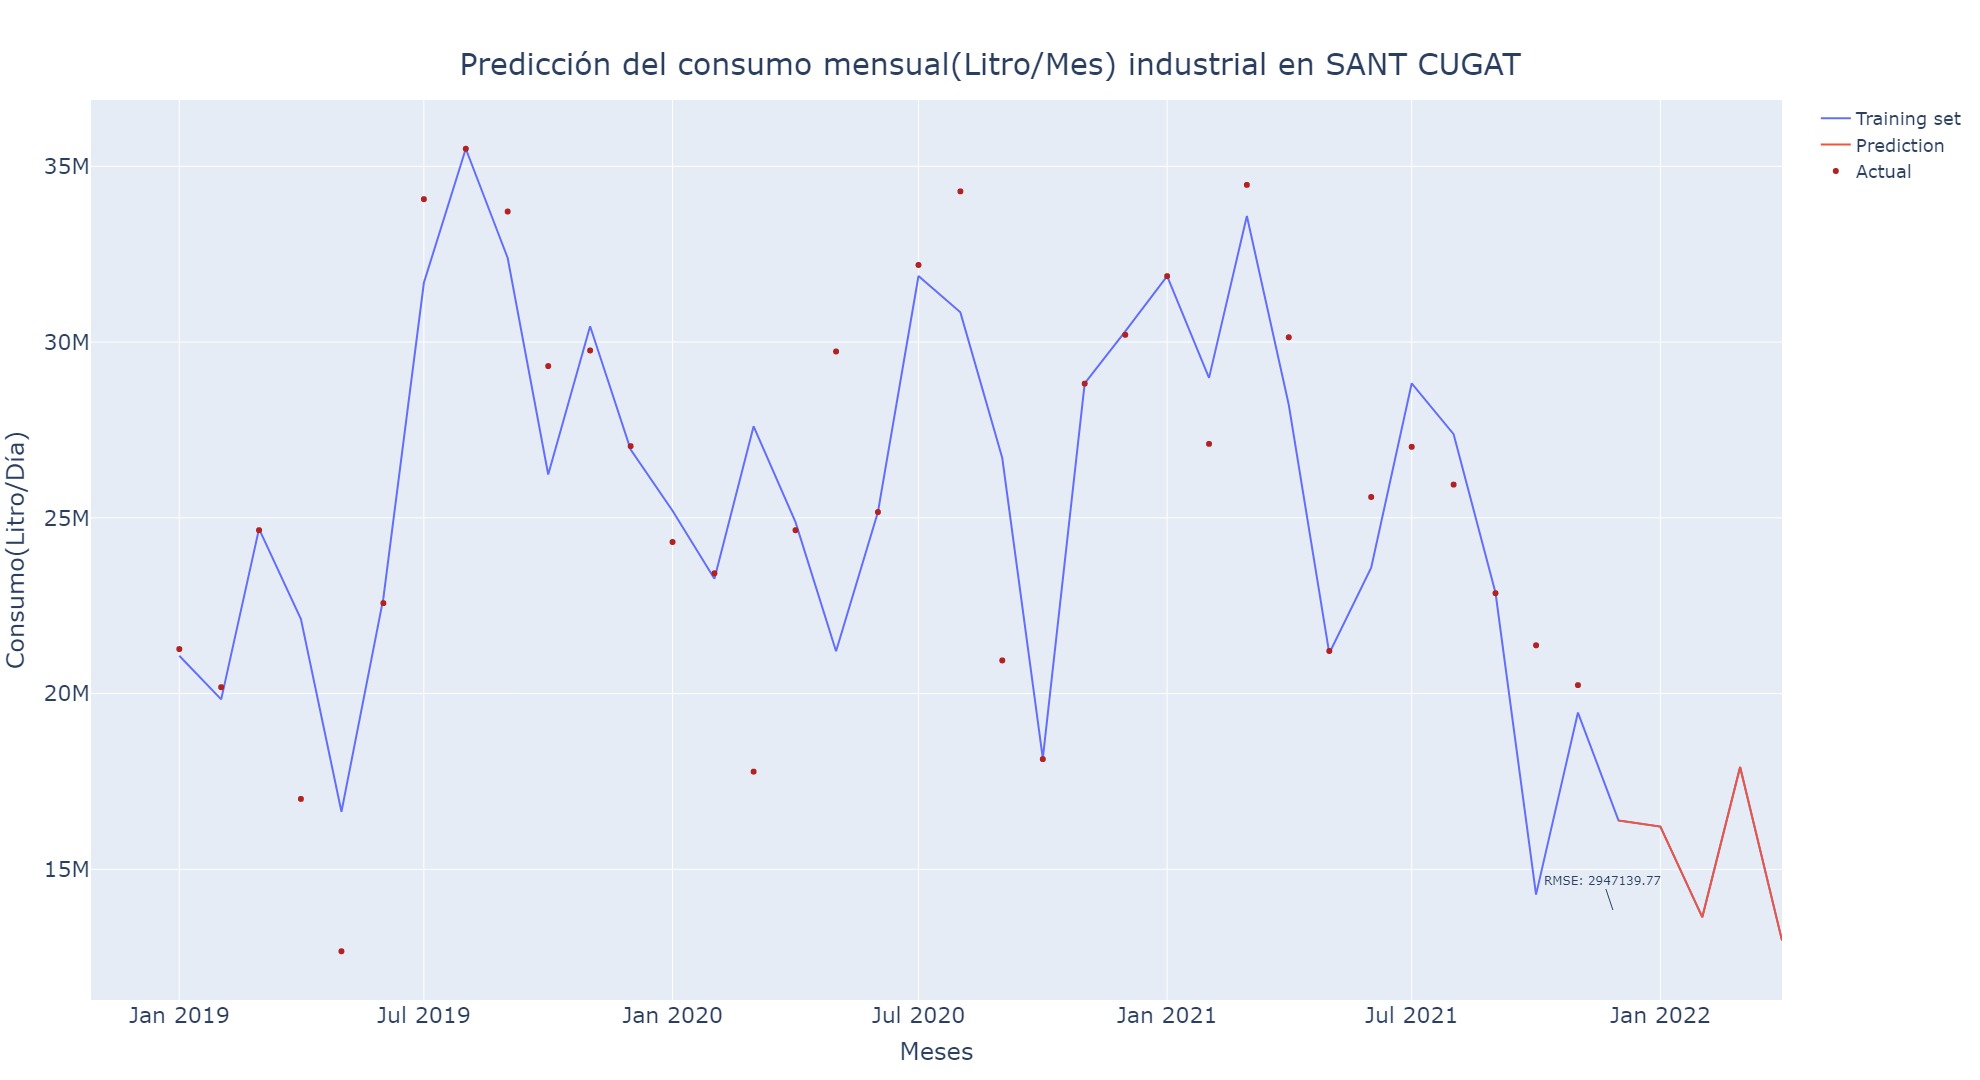 Predicción del consumo mensual(Litro/Mes) industrial en SANT CUGAT
Training set
Prediction
Actual
35M
30M
25M
20M
15M
Consumo(Litro/Día)
RMSE: 2947139.77
Jan 2019
Jul 2019
Jan 2020
Jul 2020
Jan 2021
Jul 2021
Jan 2022
Meses